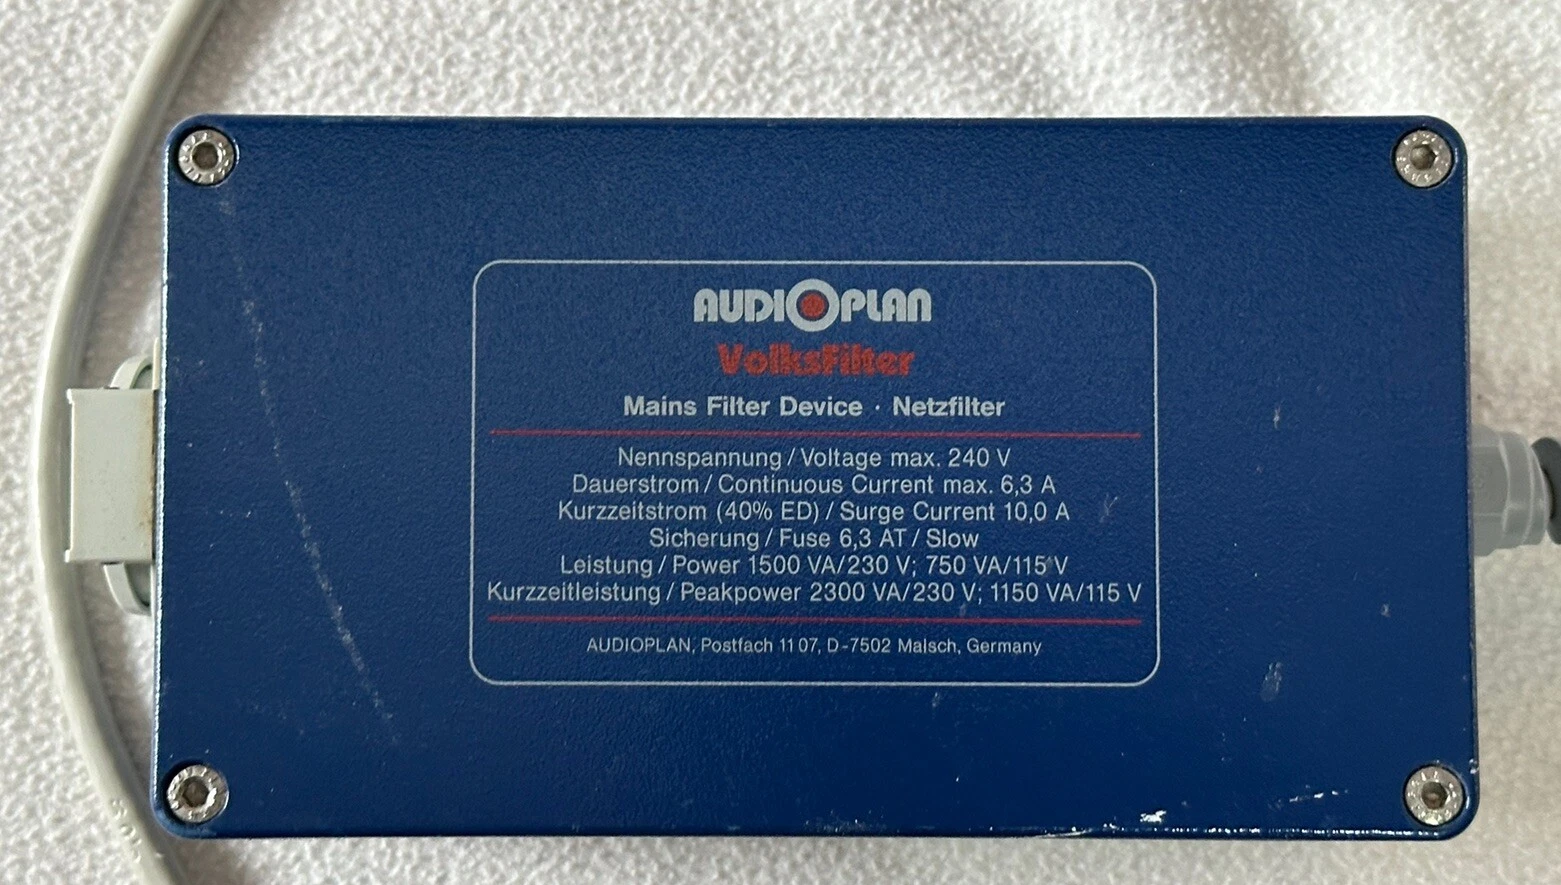 AUDIOPLAN
VolksFilter
Mains Filter Device · Netzfilter
Nennspannung / Voltage max. 240 V
Dauerstrom / Continuous Current max. 6,3 A
Kurzzeitstrom (40% ED) / Surge Current 10,0 A
Sicherung / Fuse 6,3 AT / Slow
Leistung / Power 1500 VA/230 V; 750 VA/115 V
Kurzzeitleistung / Peakpower 2300 VA/230 V; 1150 VA/115 V
AUDIOPLAN, Postfach 11 07, D-7502 Malsch, Germany